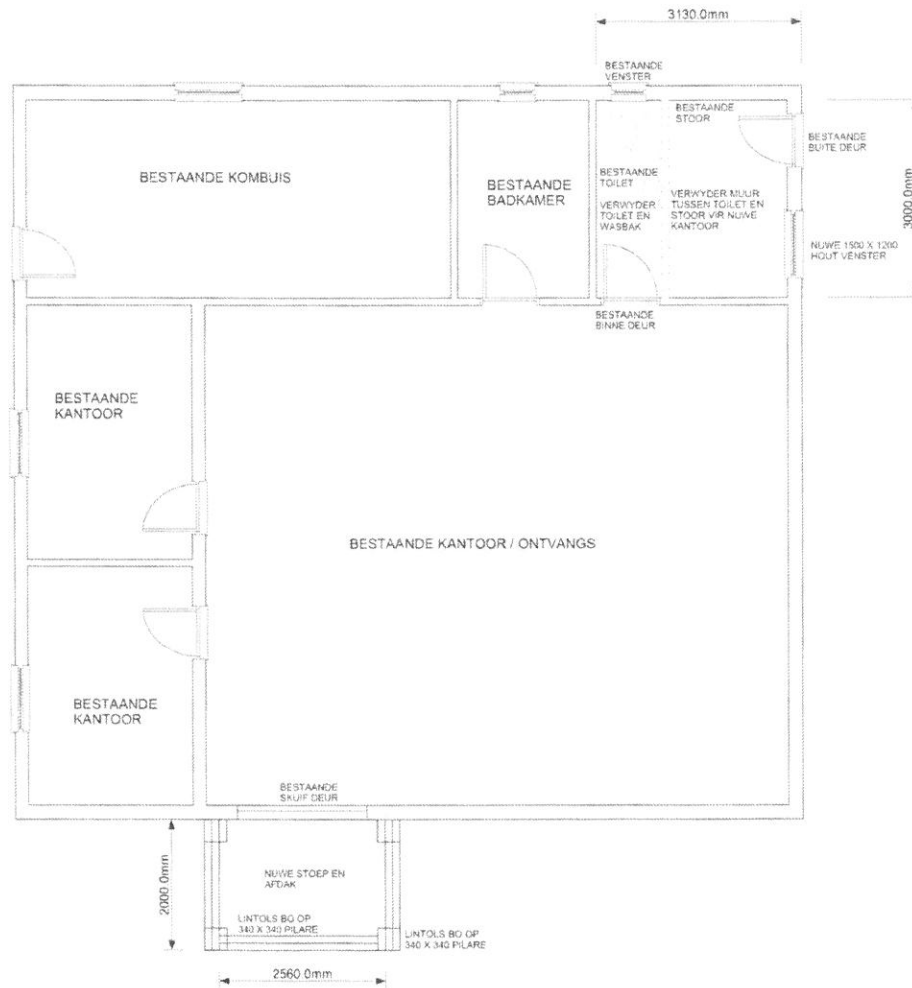 3130.0mm
BESTAANDE
VENSTER
BESTAANDE
STOOR
BESTAANDE
BUITE DEUR
BESTAANDE KOMBUIS
BESTAANDE
BADKAMER
BESTAANDE
TOILET
VERWYDER
TOILET EN
WASBAK
VERWYDER MUUR
TUSSEN TOILET EN
STOOR VIR NUWE
KANTOOR
3000.0mm
NUWE 1500 X 1200
HOUT VENSTER
BESTAANDE
BINNE DEUR
BESTAANDE
KANTOOR
BESTAANDE KANTOOR / ONTVANGS
BESTAANDE
KANTOOR
BESTAANDE
SKUIF DEUR
2000.0mm
NUWE STOEP EN
AFDAK
LINTOLS BO OP
340 X 340 PILARE
LINTOLS BO OP
340 X 340 PILARE
2560.0mm